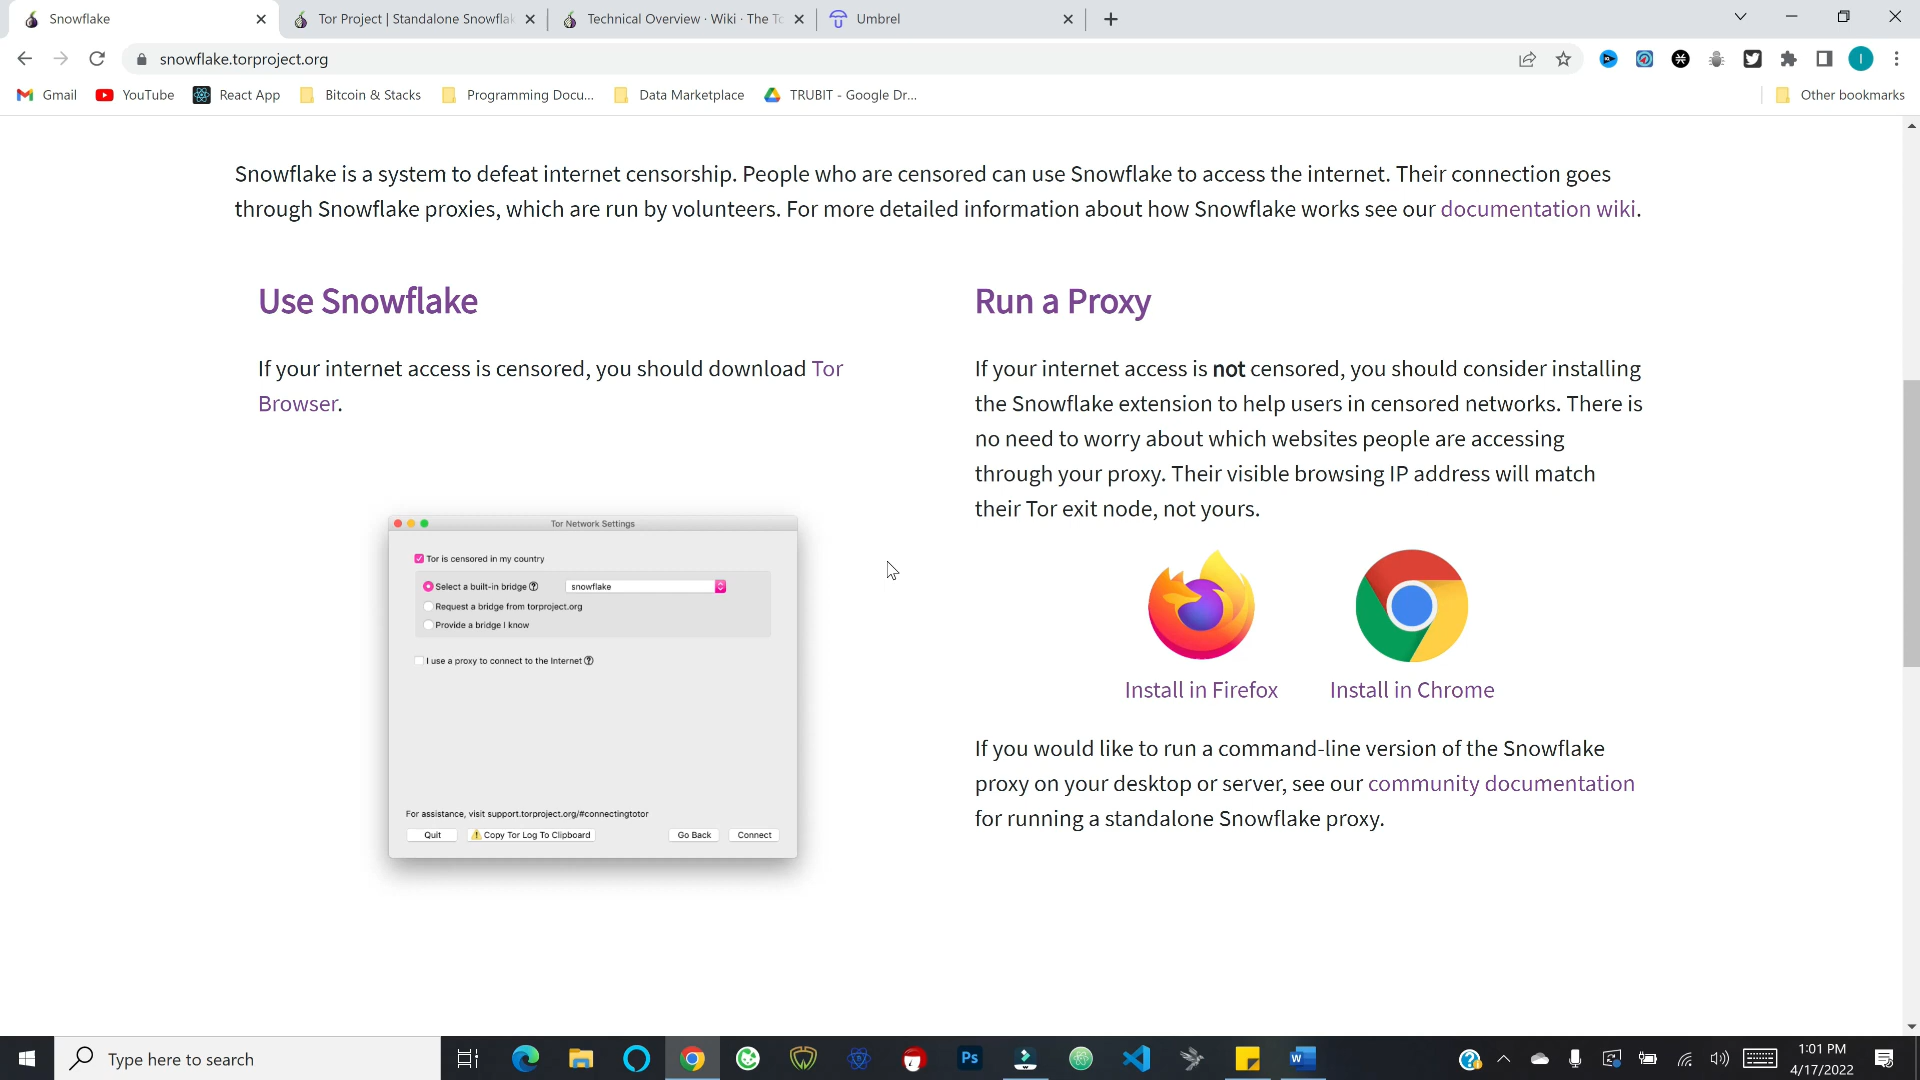 Snowflake
Tor Project | Standalone Snowflak
Technical Overview · Wiki · The To
Umbrel
snowflake.torproject.org
I
Gmail
YouTube
React App
Bitcoin & Stacks
Programming Docu...
Data Marketplace
TRUBIT - Google Dr...
Other bookmarks
Snowflake is a system to defeat internet censorship. People who are censored can use Snowflake to access the internet. Their connection goes
through Snowflake proxies, which are run by volunteers. For more detailed information about how Snowflake works see our documentation wiki.
Use Snowflake
If your internet access is censored, you should download Tor
Browser.
Tor Network Settings
Tor is censored in my country
Select a built-in bridge ?
snowflake
Request a bridge from torproject.org
Provide a bridge I know
I use a proxy to connect to the Internet ?
For assistance, visit support.torproject.org/#connectingtotor
Quit
Copy Tor Log To Clipboard
Go Back
Connect
Run a Proxy
If your internet access is not censored, you should consider installing
the Snowflake extension to help users in censored networks. There is
no need to worry about which websites people are accessing
through your proxy. Their visible browsing IP address will match
their Tor exit node, not yours.
Install in Firefox
Install in Chrome
If you would like to run a command-line version of the Snowflake
proxy on your desktop or server, see our community documentation
for running a standalone Snowflake proxy.
Type here to search
Ps
W
1:01 PM
4/17/2022